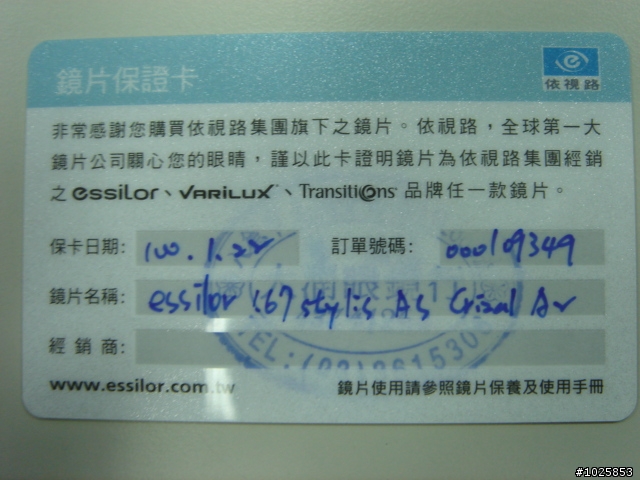 鏡片保證卡
依視路
非常感謝您購買依視路集團旗下之鏡片。依視路，全球第一大
鏡片公司關心您的眼睛，謹以此卡證明鏡片為依視路集團經銷
之 essilor、VARILUX、Transitions 品牌任一款鏡片。
保卡日期: 100.1.22 訂單號碼: 000109349
鏡片名稱: essilor 1.67 stylis AS Crizal
經銷商:
TEL:(02)2615300
www.essilor.com.tw 鏡片使用請參照鏡片保養及使用手冊
#1025853